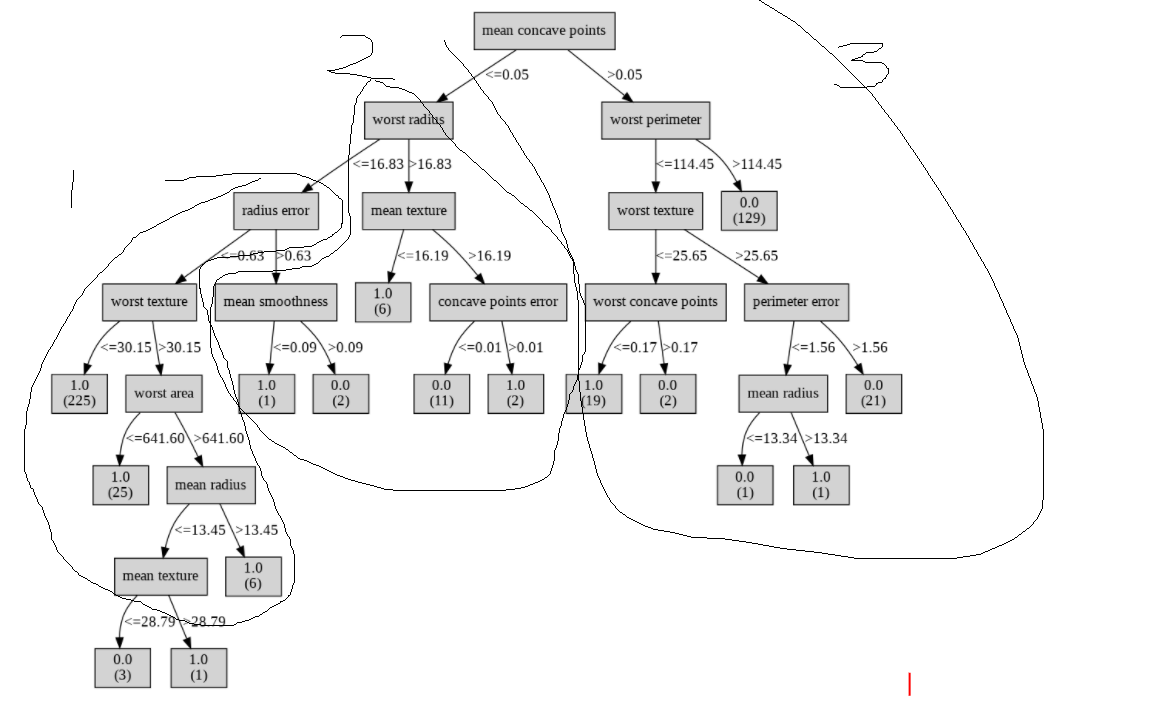 mean concave points
2
3
<=0.05 >0.05
worst radius worst perimeter
<=16.83 >16.83 <=114.45 >114.45
1
radius error mean texture worst texture 0.0
(129)
<=0.63 >0.63 <=16.19 >16.19 <=25.65 >25.65
worst texture mean smoothness 1.0 concave points error worst concave points perimeter error
(6)
<=30.15 >30.15 <=0.09 >0.09 <=0.01 >0.01 <=0.17 >0.17 <=1.56 >1.56
1.0 worst area 1.0 0.0 0.0 1.0 1.0 0.0 mean radius 0.0
(225) (1) (2) (11) (2) (19) (2) (21)
<=641.60 >641.60 <=13.34 >13.34
1.0 mean radius 0.0 1.0
(25) (1) (1)
<=13.45 >13.45
mean texture 1.0
(6)
<=28.79 >28.79
0.0 1.0
(3) (1)